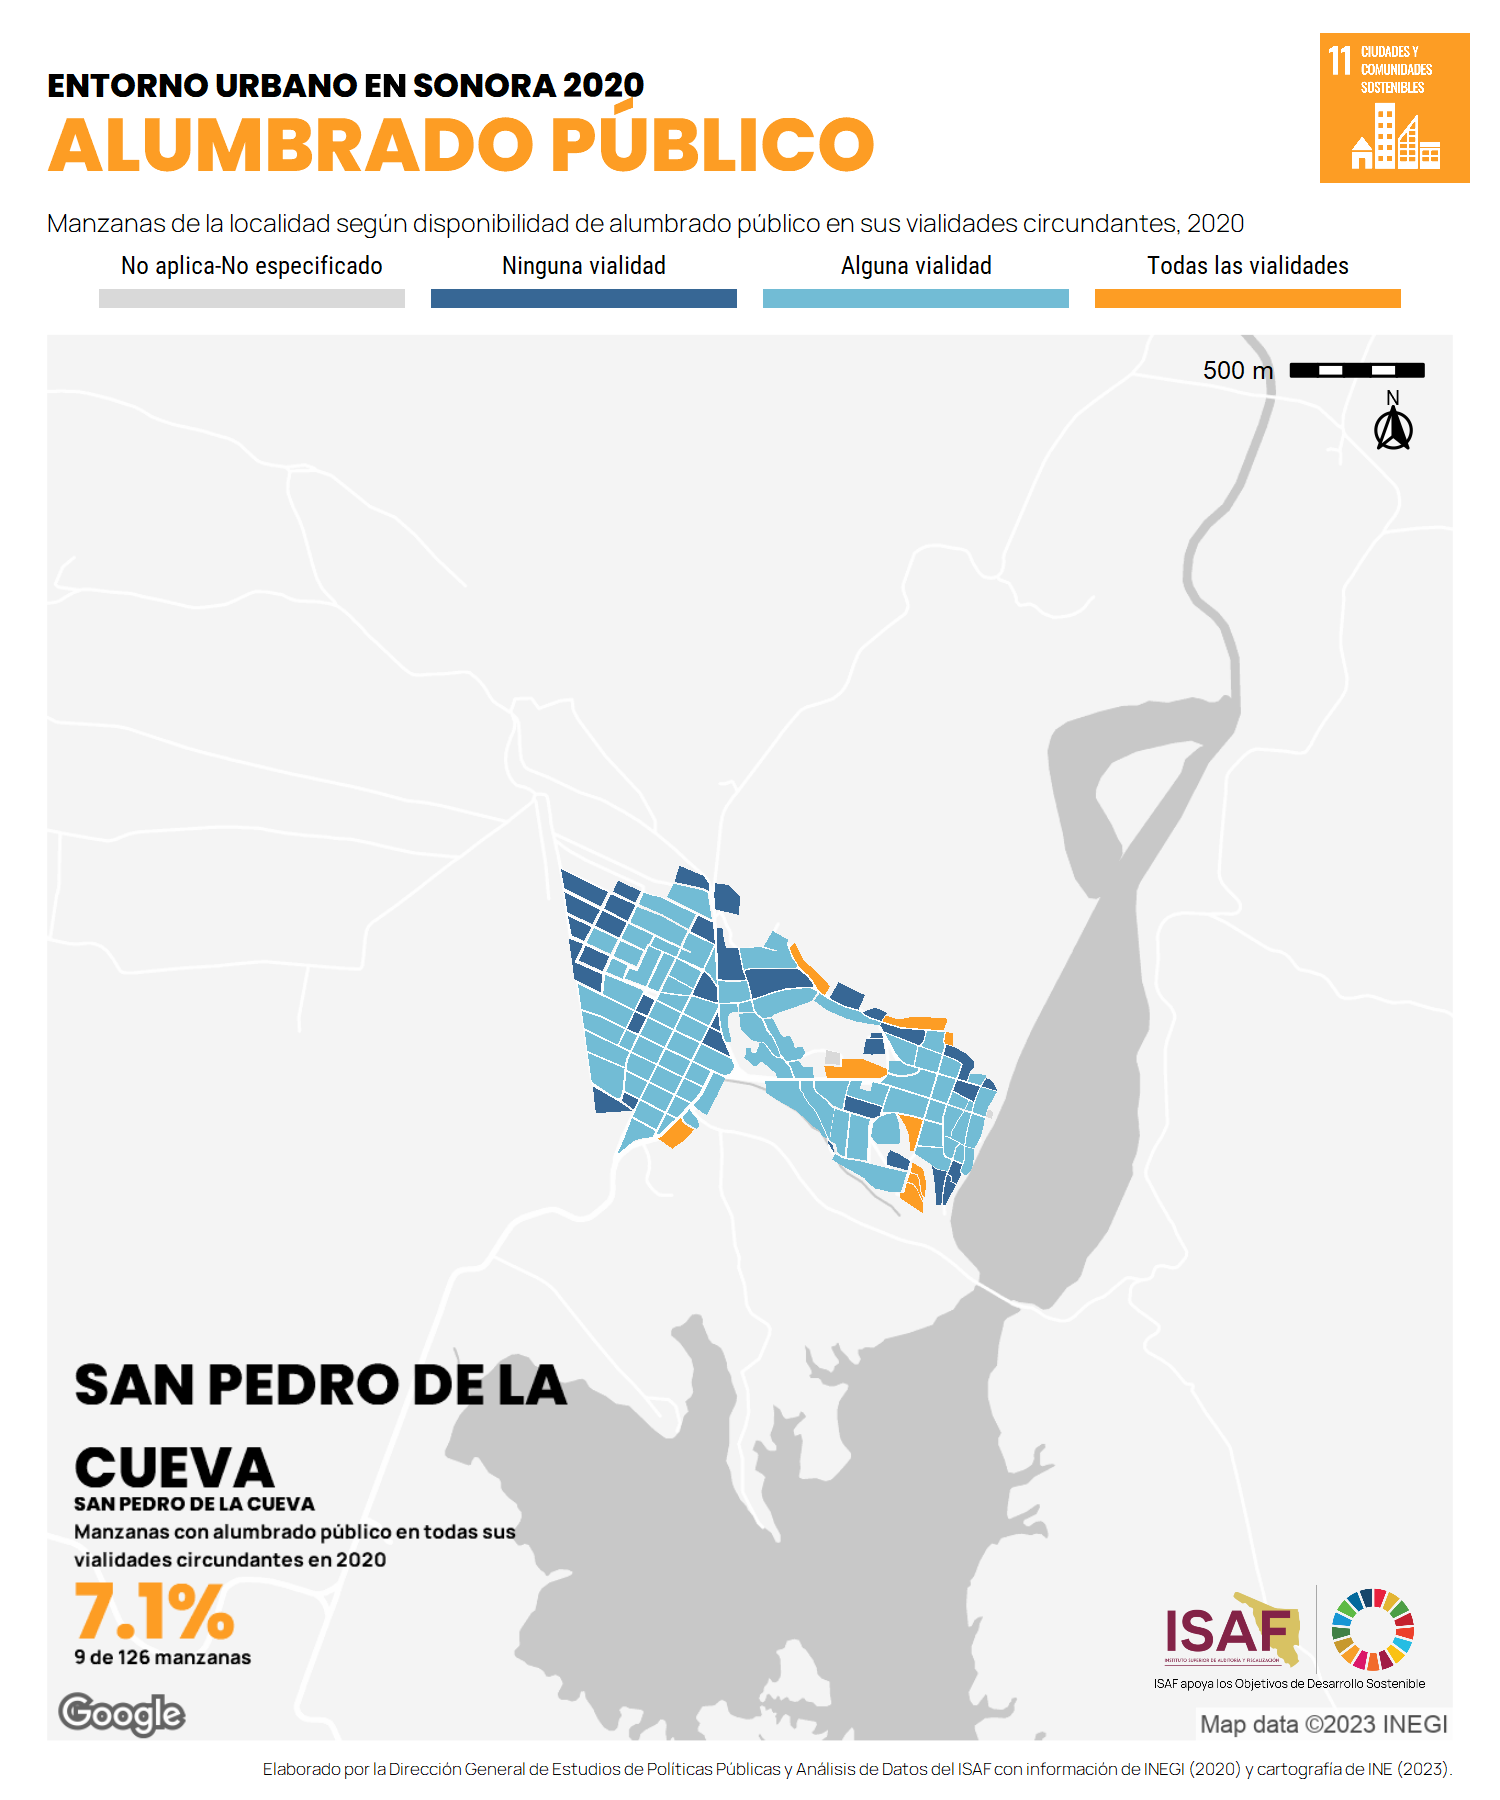 ENTORNO URBANO EN SONORA 2020
ALUMBRADO PÚBLICO
11 CIUDADES Y
COMUNIDADES
SOSTENIBLES
Manzanas de la localidad según disponibilidad de alumbrado público en sus vialidades circundantes, 2020
No aplica-No especificado Ninguna vialidad Alguna vialidad Todas las vialidades
500 m
N
SAN PEDRO DE LA
CUEVA
SAN PEDRO DE LA CUEVA
Manzanas con alumbrado público en todas sus
vialidades circundantes en 2020
7.1%
9 de 126 manzanas
Google
ISAF
INSTITUTO SUPERIOR DE AUDITORÍA Y FISCALIZACIÓN
ISAF apoya los Objetivos de Desarrollo Sostenible
Map data ©2023 INEGI
Elaborado por la Dirección General de Estudios de Políticas Públicas y Análisis de Datos del ISAF con información de INEGI (2020) y cartografía de INE (2023).